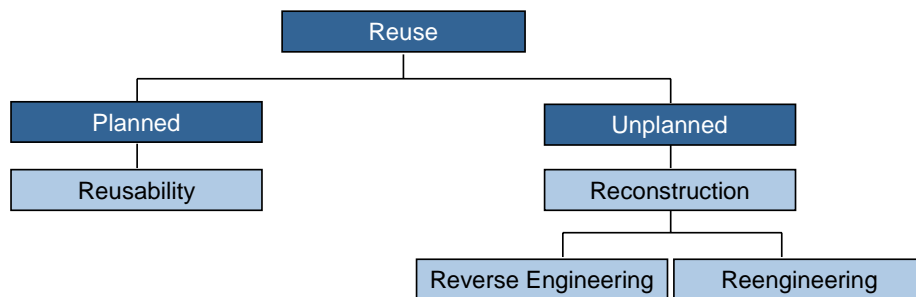 Reuse
Planned
Unplanned
Reusability
Reconstruction
Reverse Engineering
Reengineering